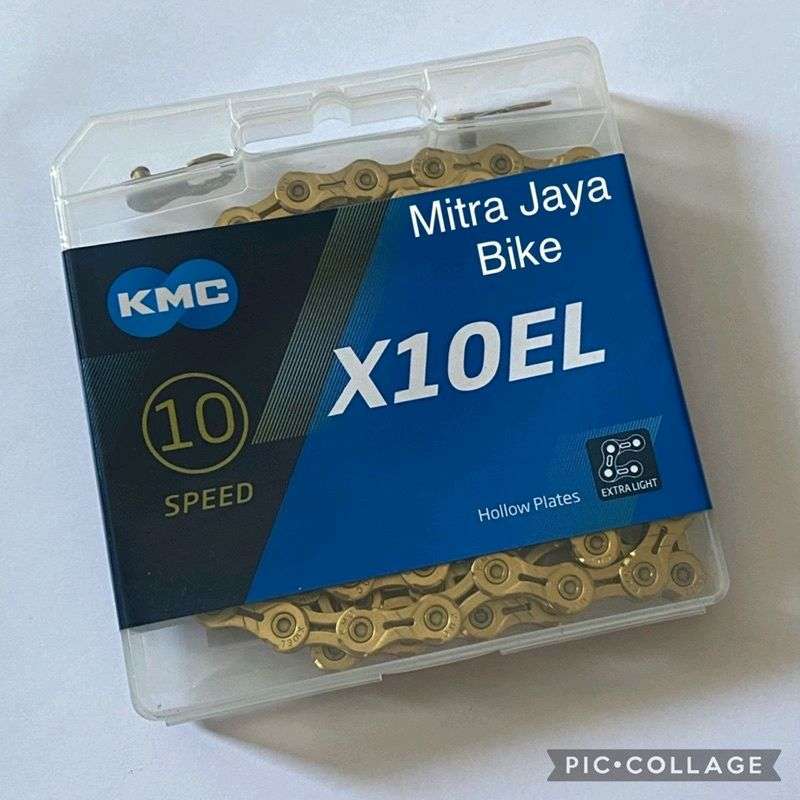 Mitra Jaya
Bike
KMC
X10EL
10
SPEED
Hollow Plates
EXTRA LIGHT
PIC•COLLAGE